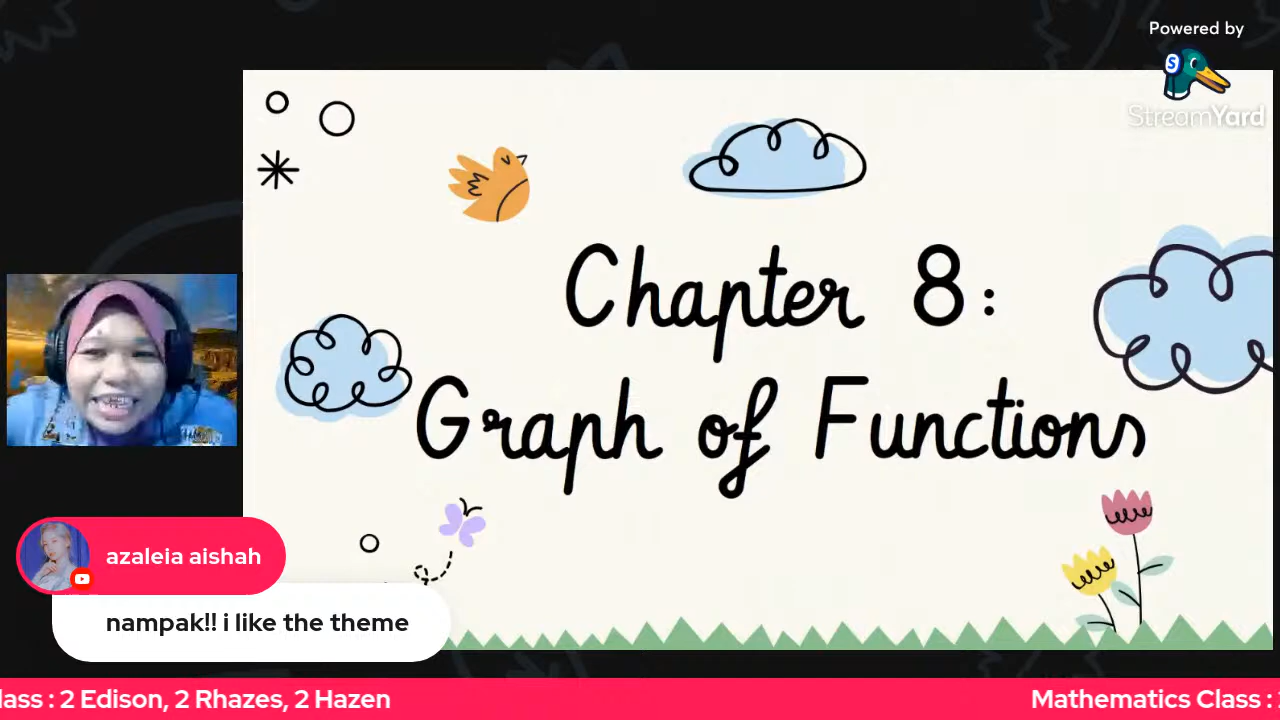 Powered by
S
StreamYard
Chapter 8:
Graph of Functions
azaleia aishah
nampak!! i like the theme
lass : 2 Edison, 2 Rhazes, 2 Hazen
Mathematics Class :